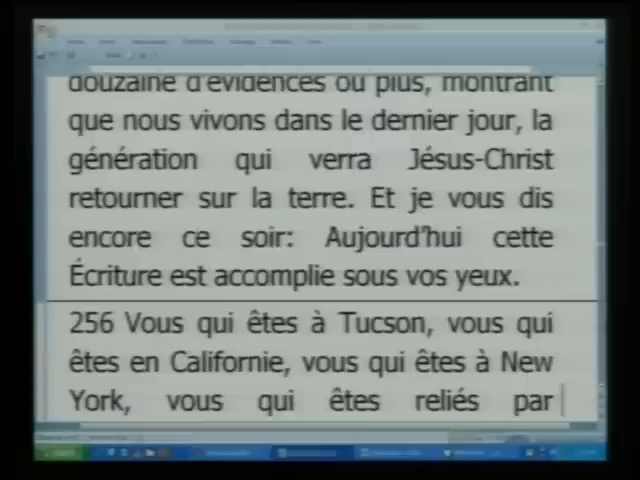 douzaine d'évidences ou plus, montrant
que nous vivons dans le dernier jour, la
génération qui verra Jésus-Christ
retourner sur la terre. Et je vous dis
encore ce soir: Aujourd'hui cette
Écriture est accomplie sous vos yeux.
256 Vous qui êtes à Tucson, vous qui
êtes en Californie, vous qui êtes à New
York, vous qui êtes reliés par